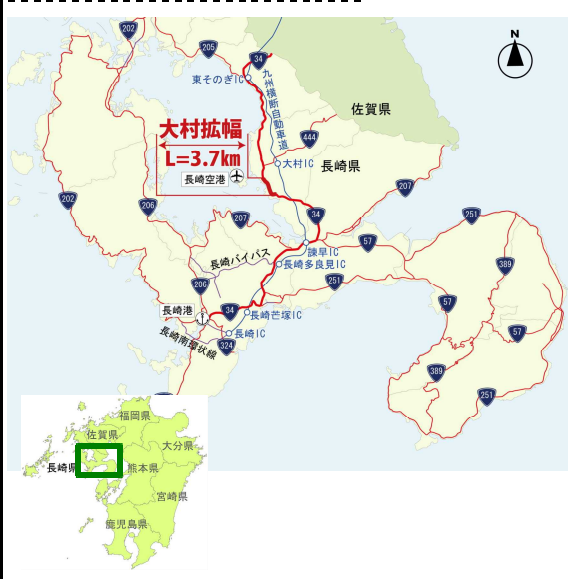 202
205
34
N
東そのぎIC
九州横断自動車道
佐賀県
大村拡幅
L=3.7㎞
444
大村IC
長崎県
長崎空港
207
202
206
207
34
251
57
諫早IC
長崎バイパス
長崎多良見IC
389
251
206
57
長崎港
34
長崎芒塚IC
57
長崎IC
長崎南環状線
324
389
251
福岡県
佐賀県
大分県
長崎県
熊本県
宮崎県
鹿児島県